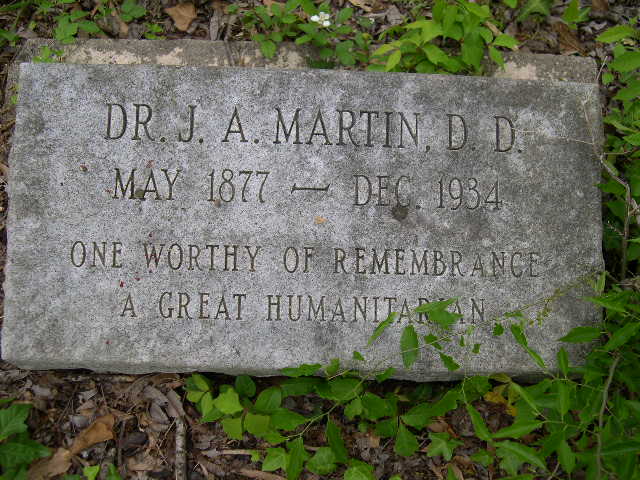 DR. J. A. MARTIN, D. D.
MAY 1877 — DEC. 1934
ONE WORTHY OF REMEMBRANCE
A GREAT HUMANITARIAN